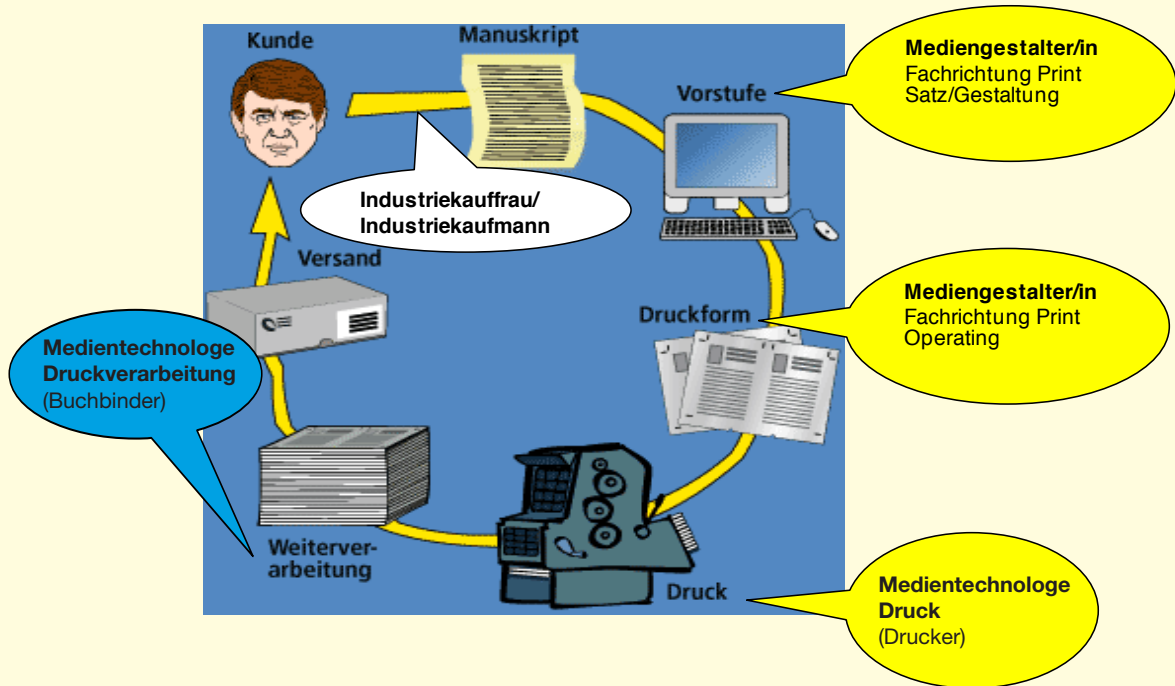 Kunde
Manuskript
Mediengestalter/in
Fachrichtung Print
Satz/Gestaltung
Vorstufe
Industriekauffrau/
Industriekaufmann
Versand
Mediengestalter/in
Fachrichtung Print
Operating
Druckform
Medientechnologe
Druckverarbeitung
(Buchbinder)
Weiterver-
arbeitung
Druck
Medientechnologe
Druck
(Drucker)